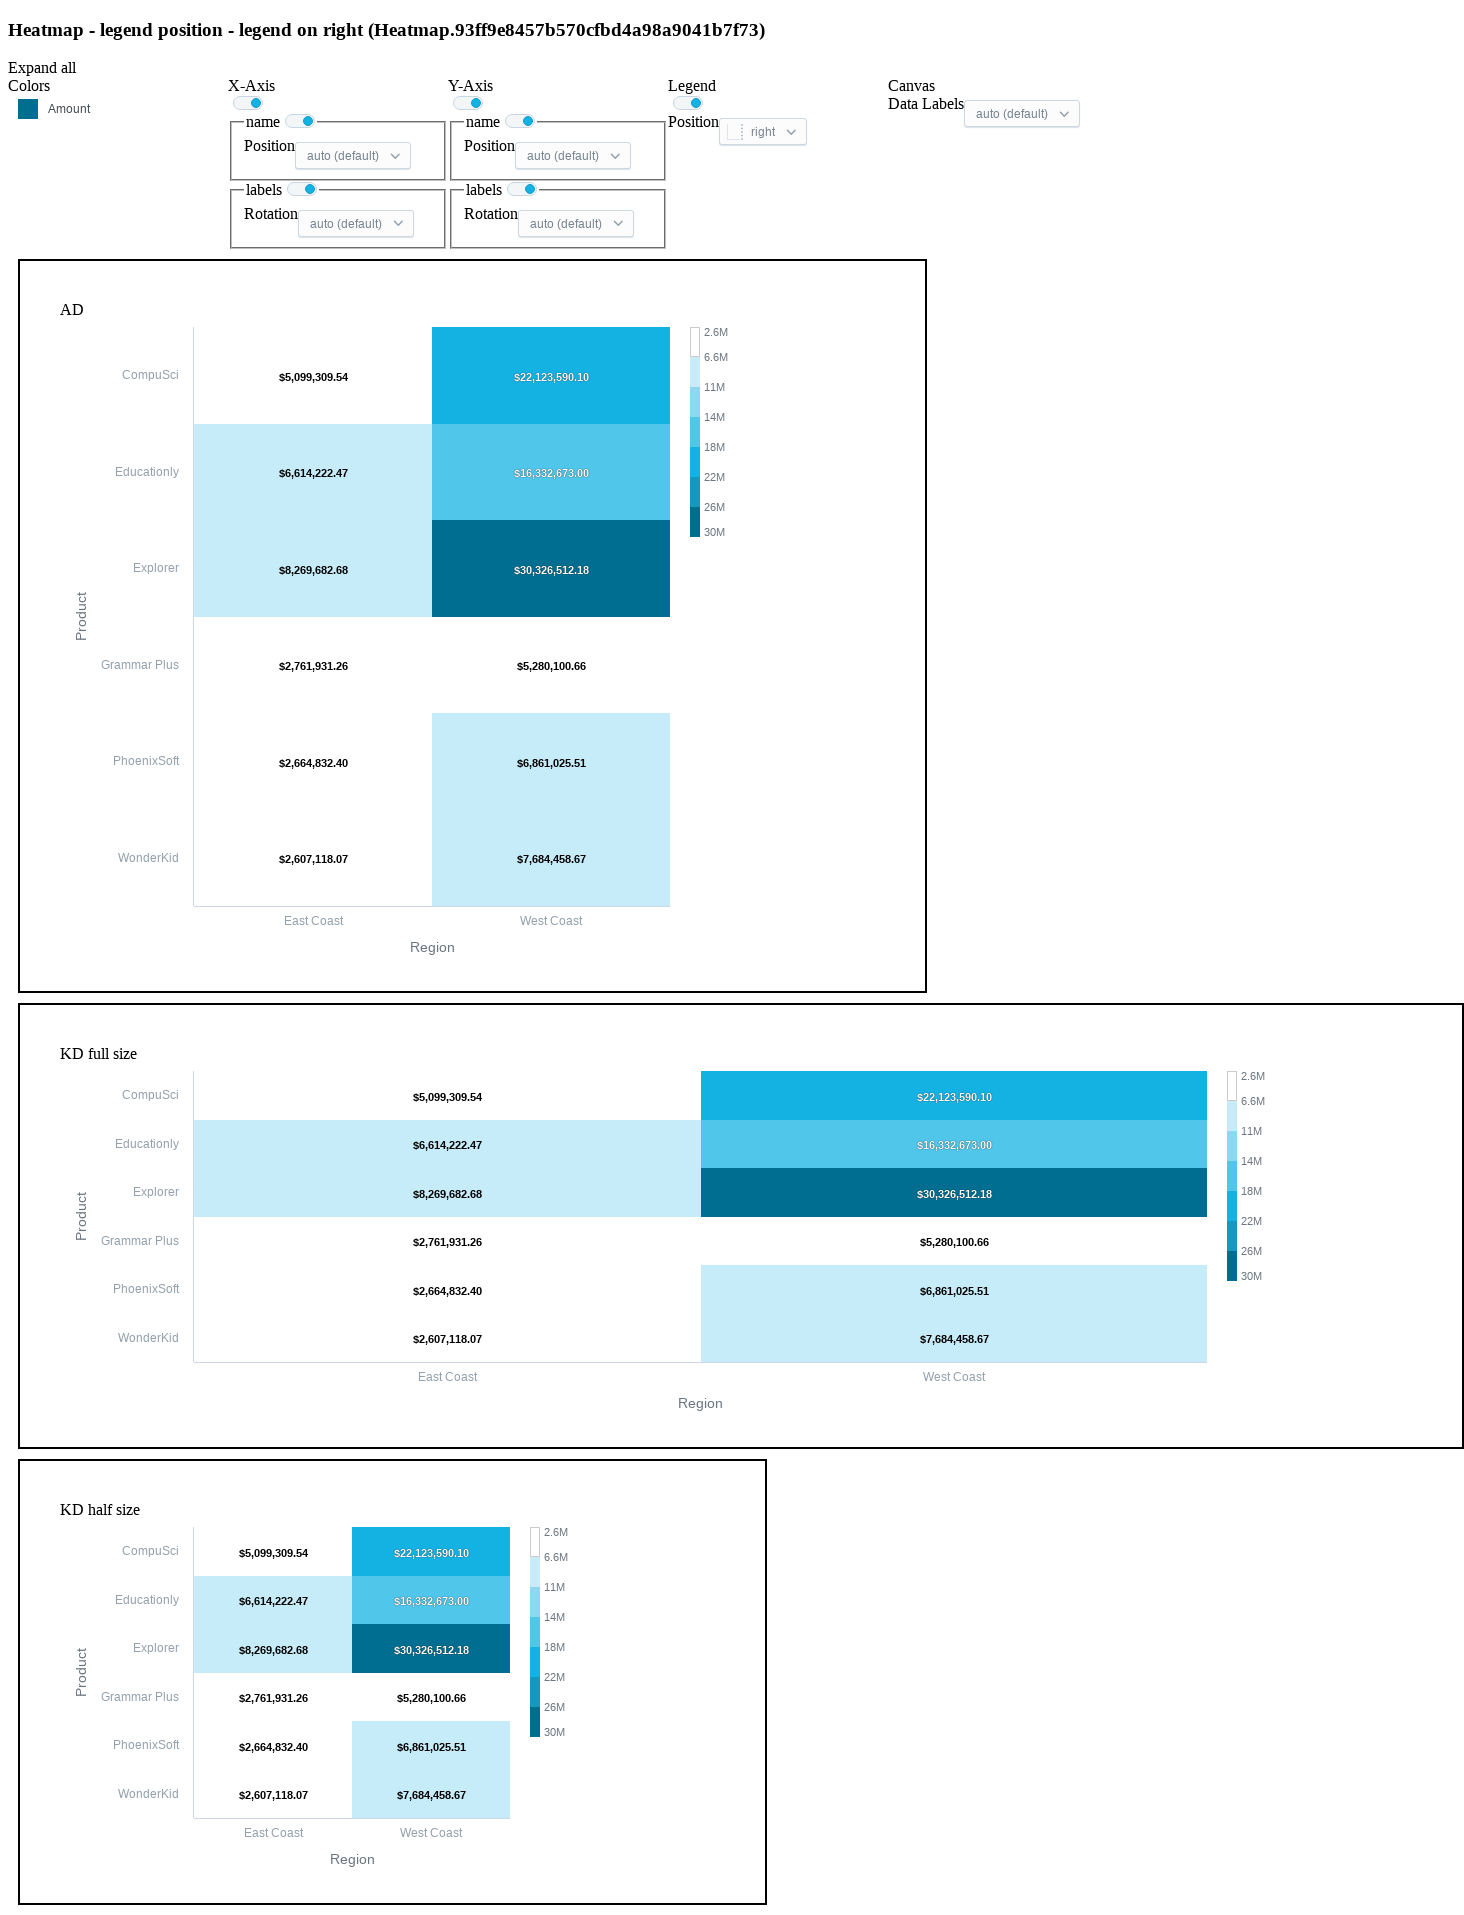 Heatmap - legend position - legend on right (Heatmap.93ff9e8457b570cfbd4a98a9041b7f73)
Expand all
Colors
Amount
X-Axis
name
Position auto (default)
labels
Rotation auto (default)
Y-Axis
name
Position auto (default)
labels
Rotation auto (default)
Legend
Position right
Canvas
Data Labels auto (default)
AD
CompuSci $5,099,309.54 $22,123,590.10
Educationly $6,614,222.47 $16,332,673.00
Explorer $8,269,682.68 $30,326,512.18
Grammar Plus $2,761,931.26 $5,280,100.66
PhoenixSoft $2,664,832.40 $6,861,025.51
WonderKid $2,607,118.07 $7,684,458.67
Product
East Coast West Coast
Region
2.6M
6.6M
11M
14M
18M
22M
26M
30M
KD full size
CompuSci $5,099,309.54 $22,123,590.10
Educationly $6,614,222.47 $16,332,673.00
Explorer $8,269,682.68 $30,326,512.18
Grammar Plus $2,761,931.26 $5,280,100.66
PhoenixSoft $2,664,832.40 $6,861,025.51
WonderKid $2,607,118.07 $7,684,458.67
Product
East Coast West Coast
Region
2.6M
6.6M
11M
14M
18M
22M
26M
30M
KD half size
CompuSci $5,099,309.54 $22,123,590.10
Educationly $6,614,222.47 $16,332,673.00
Explorer $8,269,682.68 $30,326,512.18
Grammar Plus $2,761,931.26 $5,280,100.66
PhoenixSoft $2,664,832.40 $6,861,025.51
WonderKid $2,607,118.07 $7,684,458.67
Product
East Coast West Coast
Region
2.6M
6.6M
11M
14M
18M
22M
26M
30M